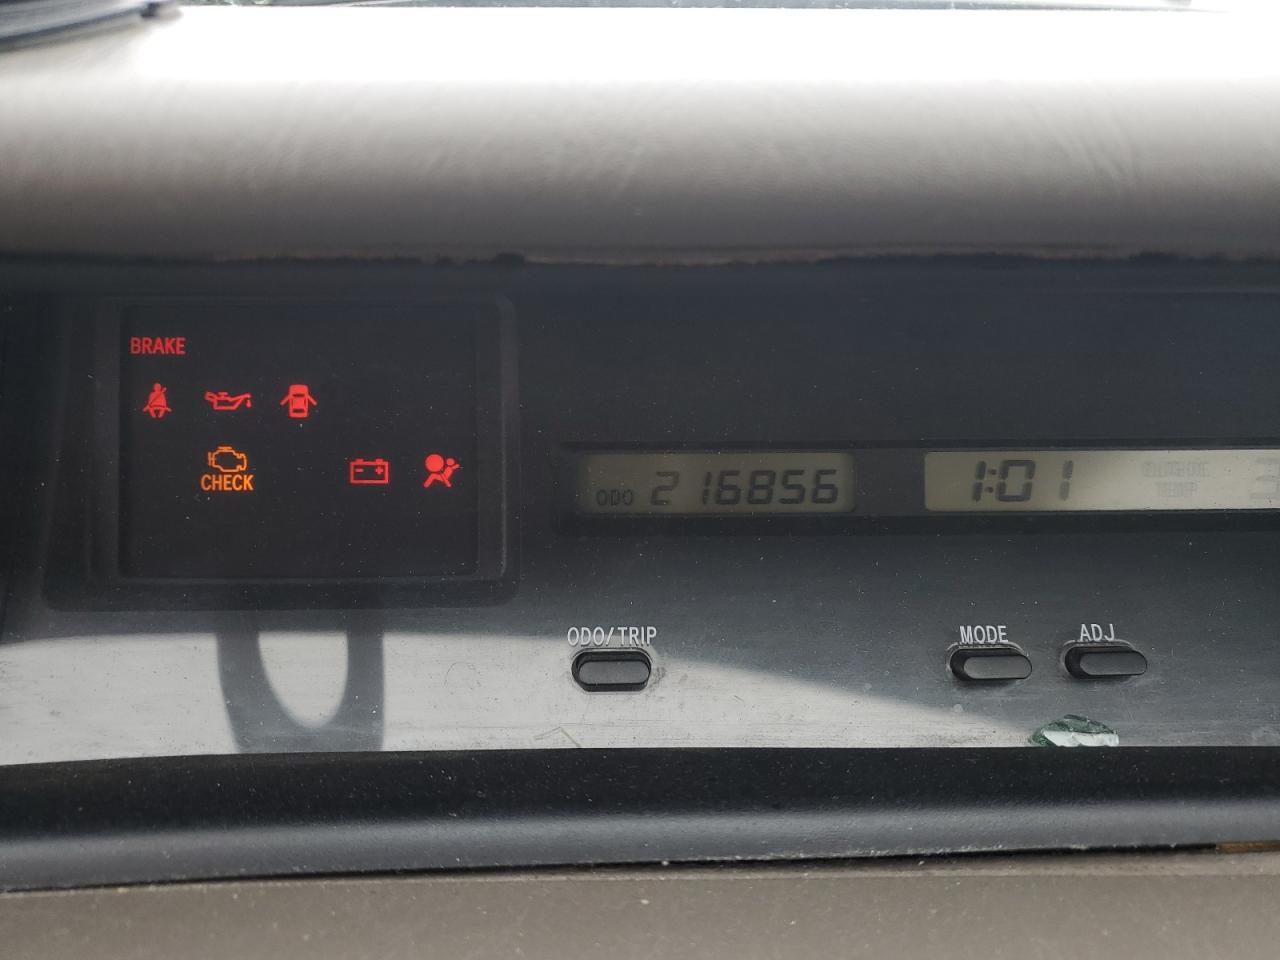 BRAKE
CHECK
ODO 216856
1:01
ODO/TRIP
MODE
ADJ